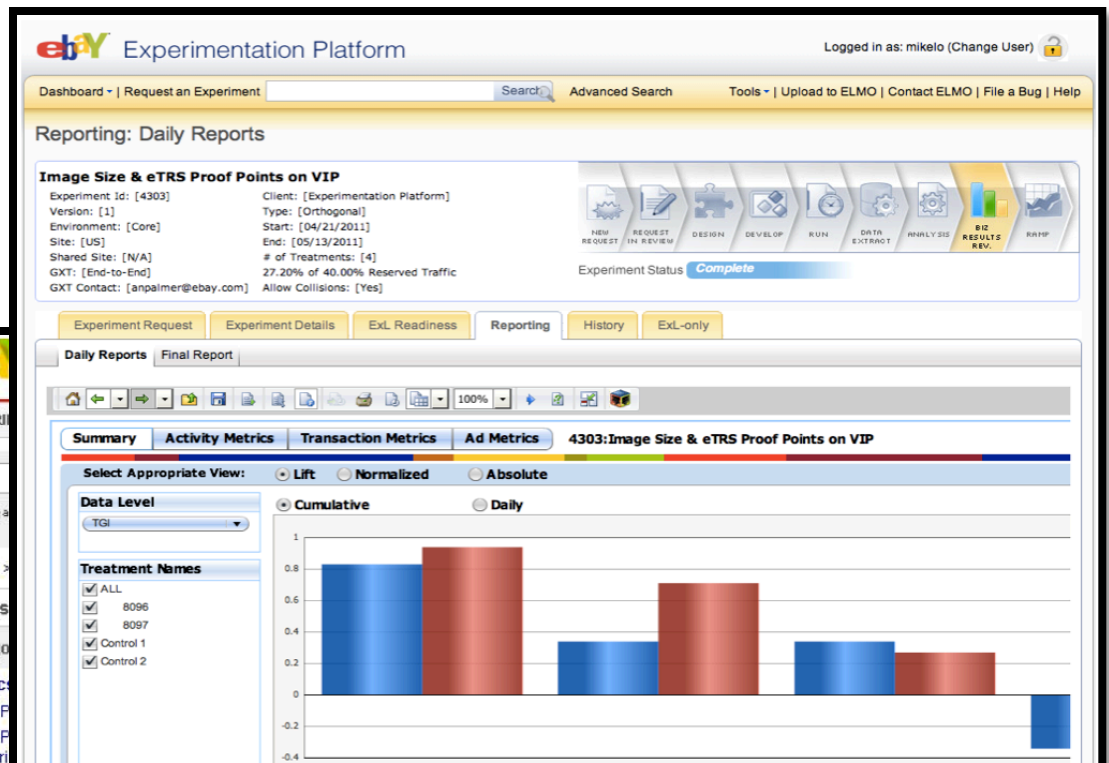 ebaY Experimentation Platform
Logged in as: mikelo (Change User)
Dashboard | Request an Experiment Search Advanced Search Tools | Upload to ELMO | Contact ELMO | File a Bug | Help
Reporting: Daily Reports
Image Size & eTRS Proof Points on VIP
Experiment Id: [4303] Client: [Experimentation Platform]
Version: [1] Type: [Orthogonal]
Environment: [Core] Start: [04/21/2011]
Site: [US] End: [05/13/2011]
Shared Site: [N/A] # of Treatments: [4]
GXT: [End-to-End] 27.20% of 40.00% Reserved Traffic
GXT Contact: [anpalmer@ebay.com] Allow Collisions: [Yes]
NEW REQUEST
REQUEST IN REVIEW
DESIGN
DEVELOP
RUN
DATA EXTRACT
ANALYSIS
BIZ RESULTS REV.
RAMP
Experiment Status Complete
Experiment Request Experiment Details ExL Readiness Reporting History ExL-only
Daily Reports Final Report
100%
Summary Activity Metrics Transaction Metrics Ad Metrics 4303:Image Size & eTRS Proof Points on VIP
Select Appropriate View: Lift Normalized Absolute
Data Level
TGI
Cumulative Daily
Treatment Names
ALL
8096
8097
Control 1
Control 2
1
0.8
0.6
0.4
0.2
0
-0.2
-0.4